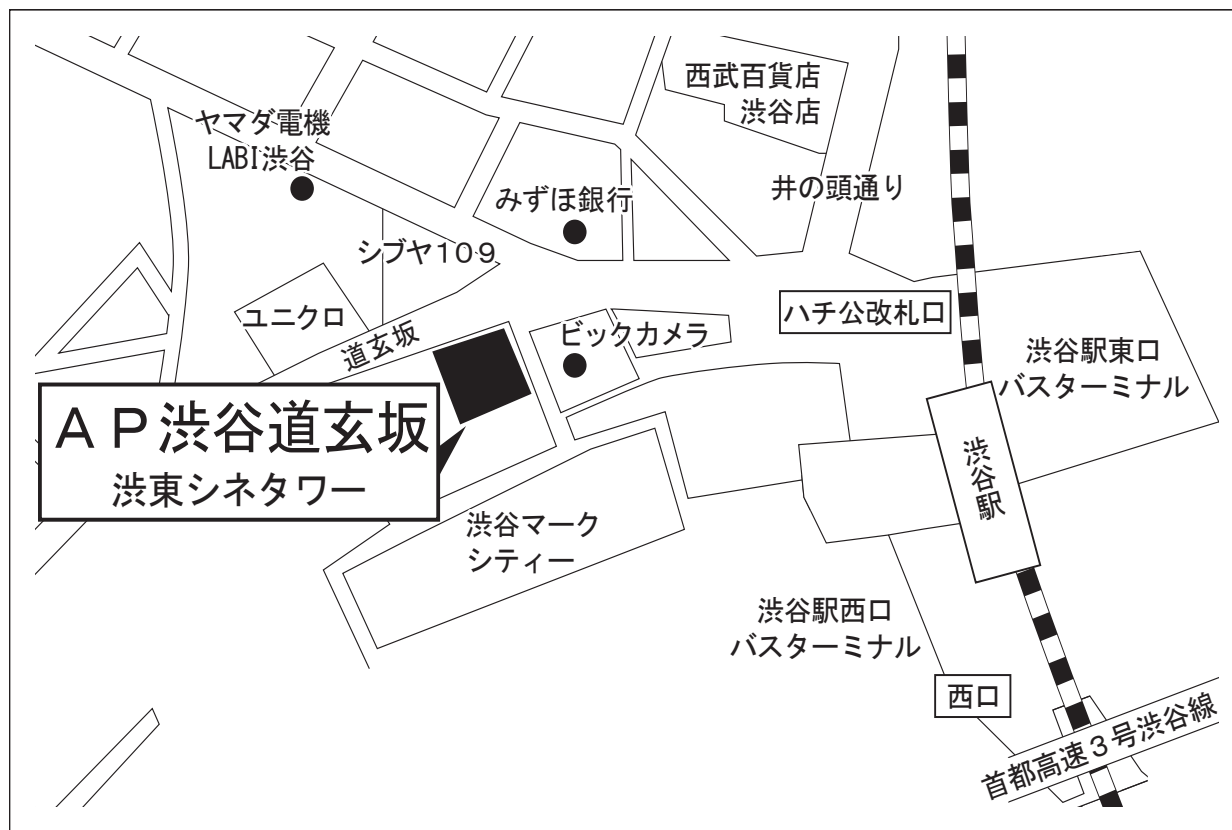 西武百貨店
渋谷店
ヤマダ電機
LABI渋谷
みずほ銀行
井の頭通り
シブヤ109
ユニクロ
道玄坂
ビックカメラ
ハチ公改札口
渋谷駅東口
バスターミナル
AP渋谷道玄坂
渋東シネタワー
渋谷駅
渋谷マーク
シティー
渋谷駅西口
バスターミナル
西口
首都高速3号渋谷線